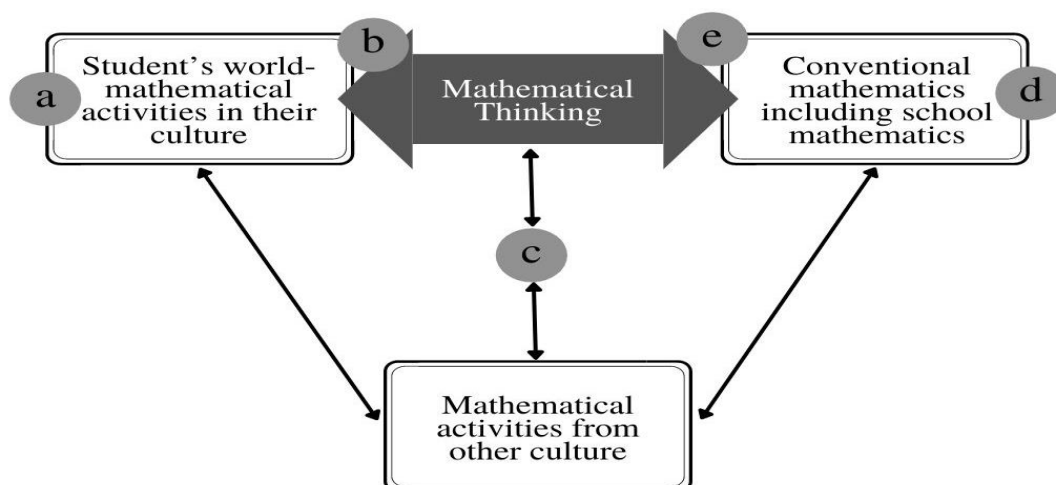 a
Student's world-
mathematical
activities in their
culture
b
Mathematical
Thinking
e
Conventional
mathematics
including school
mathematics
d
c
Mathematical
activities from
other culture